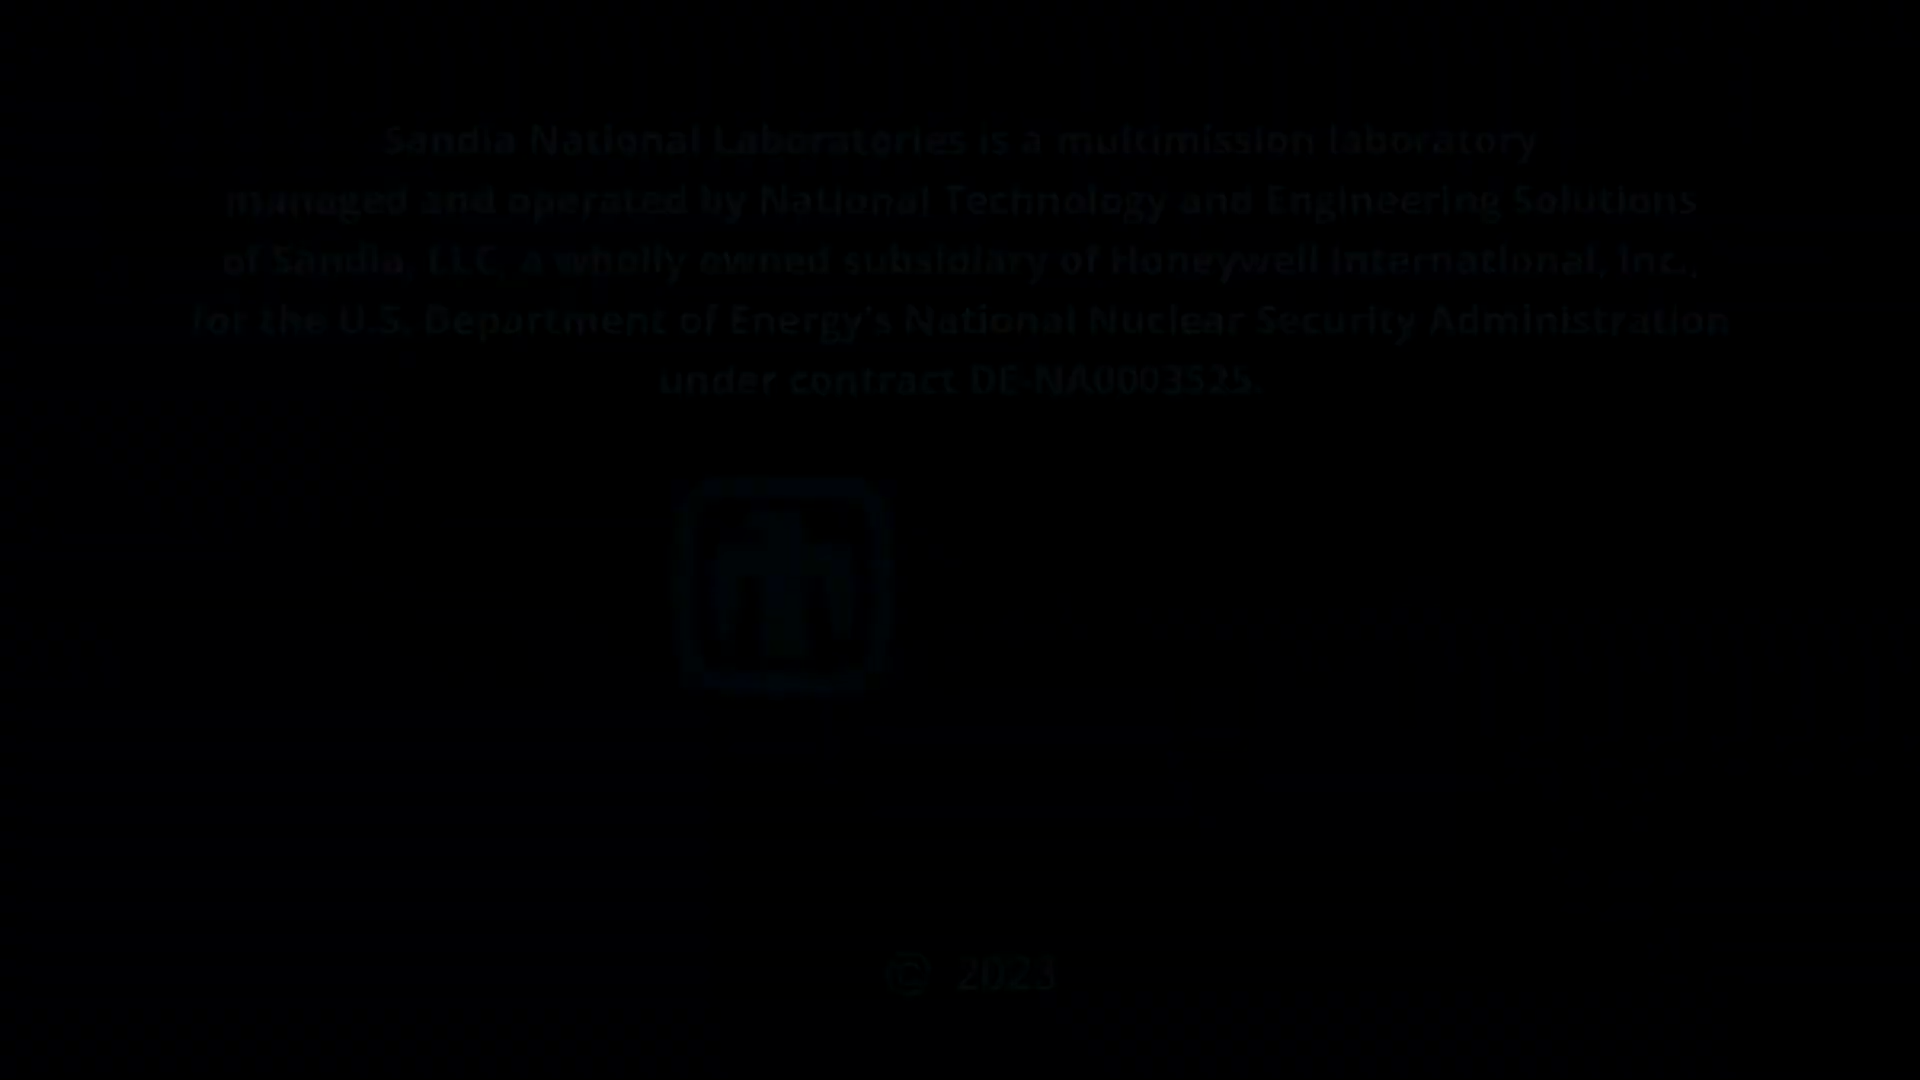 Sandia National Laboratories is a multimission laboratory
managed and operated by National Technology and Engineering Solutions
of Sandia, LLC, a wholly owned subsidiary of Honeywell International, Inc.,
for the U.S. Department of Energy's National Nuclear Security Administration
under contract DE-NA0003525.
© 2023